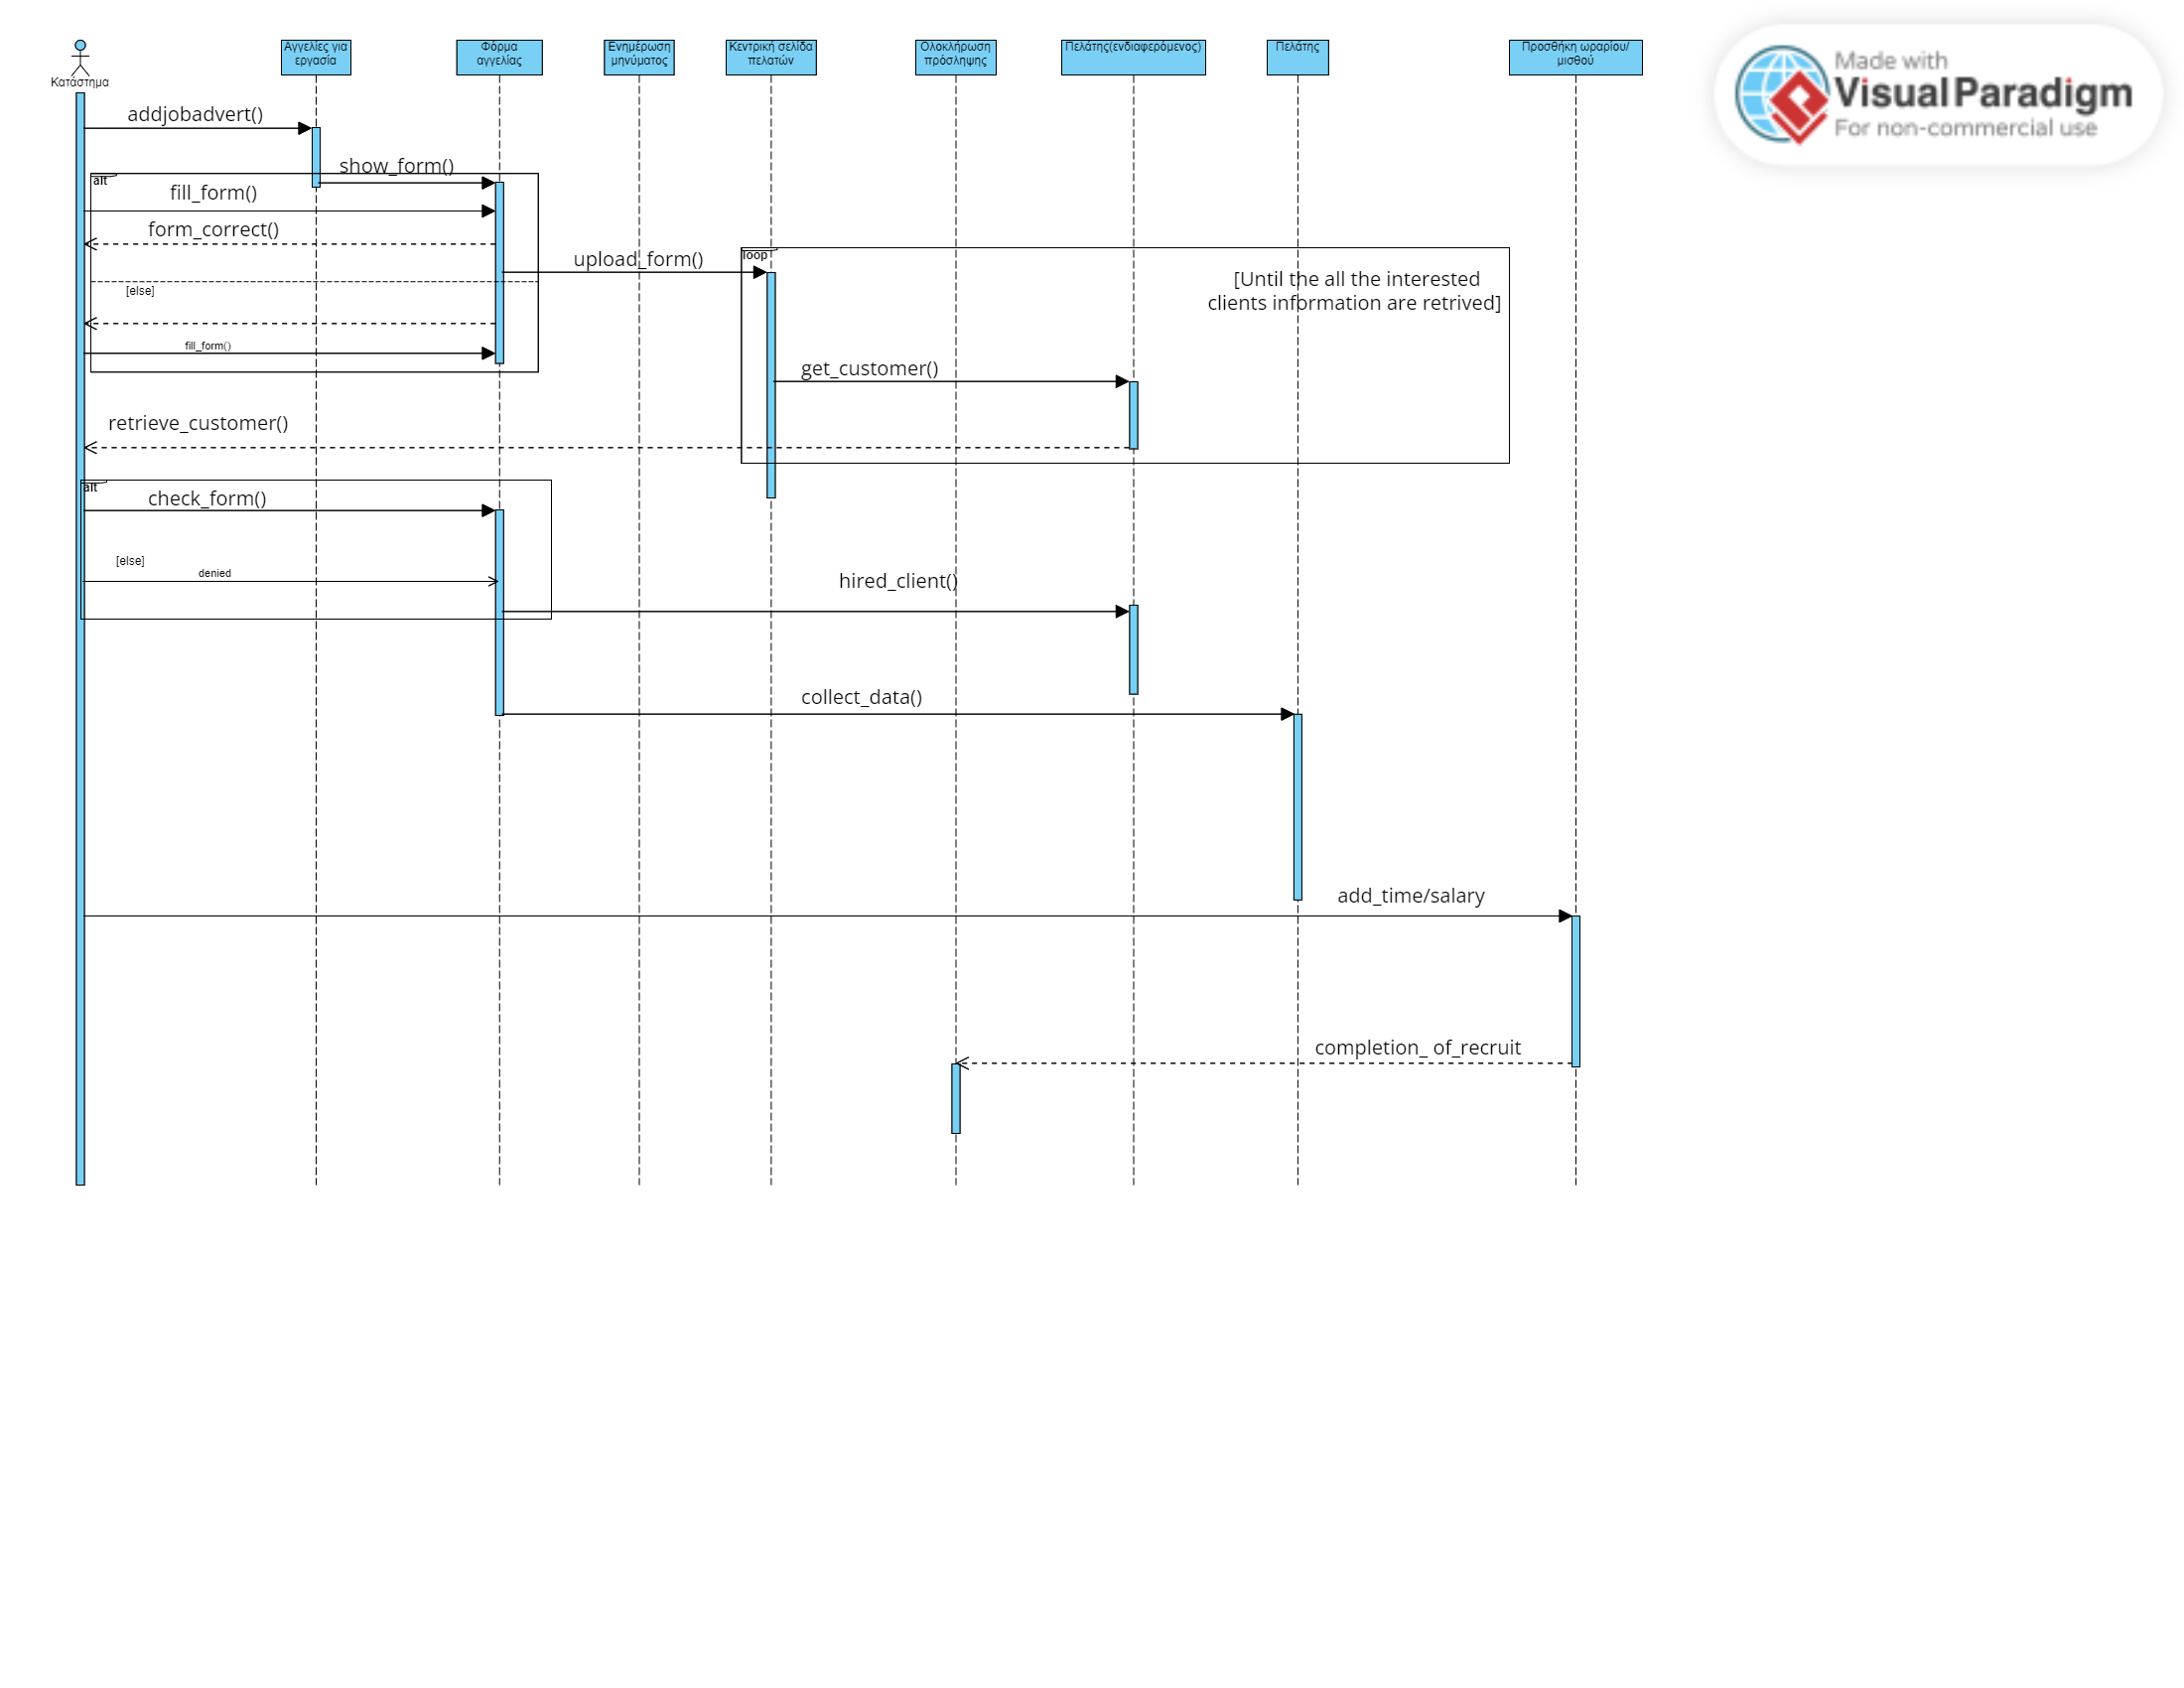 Κατάστημα
Αγγελίες για
εργασία
Φόρμα
αγγελίας
Ενημέρωση
μηνύματος
Κεντρική σελίδα
πελατών
Ολοκλήρωση
πρόσληψης
Πελάτης(ενδιαφερόμενος)
Πελάτης
Προσθήκη ωραρίου/
μισθού
Made with
Visual Paradigm
For non-commercial use
addjobadvert()
show_form()
alt
fill_form()
form_correct()
upload_form()
loop
[Until the all the interested
clients information are retrived]
[else]
fill_form()
get_customer()
retrieve_customer()
alt
check_form()
[else]
denied
hired_client()
collect_data()
add_time/salary
completion_ of_recruit